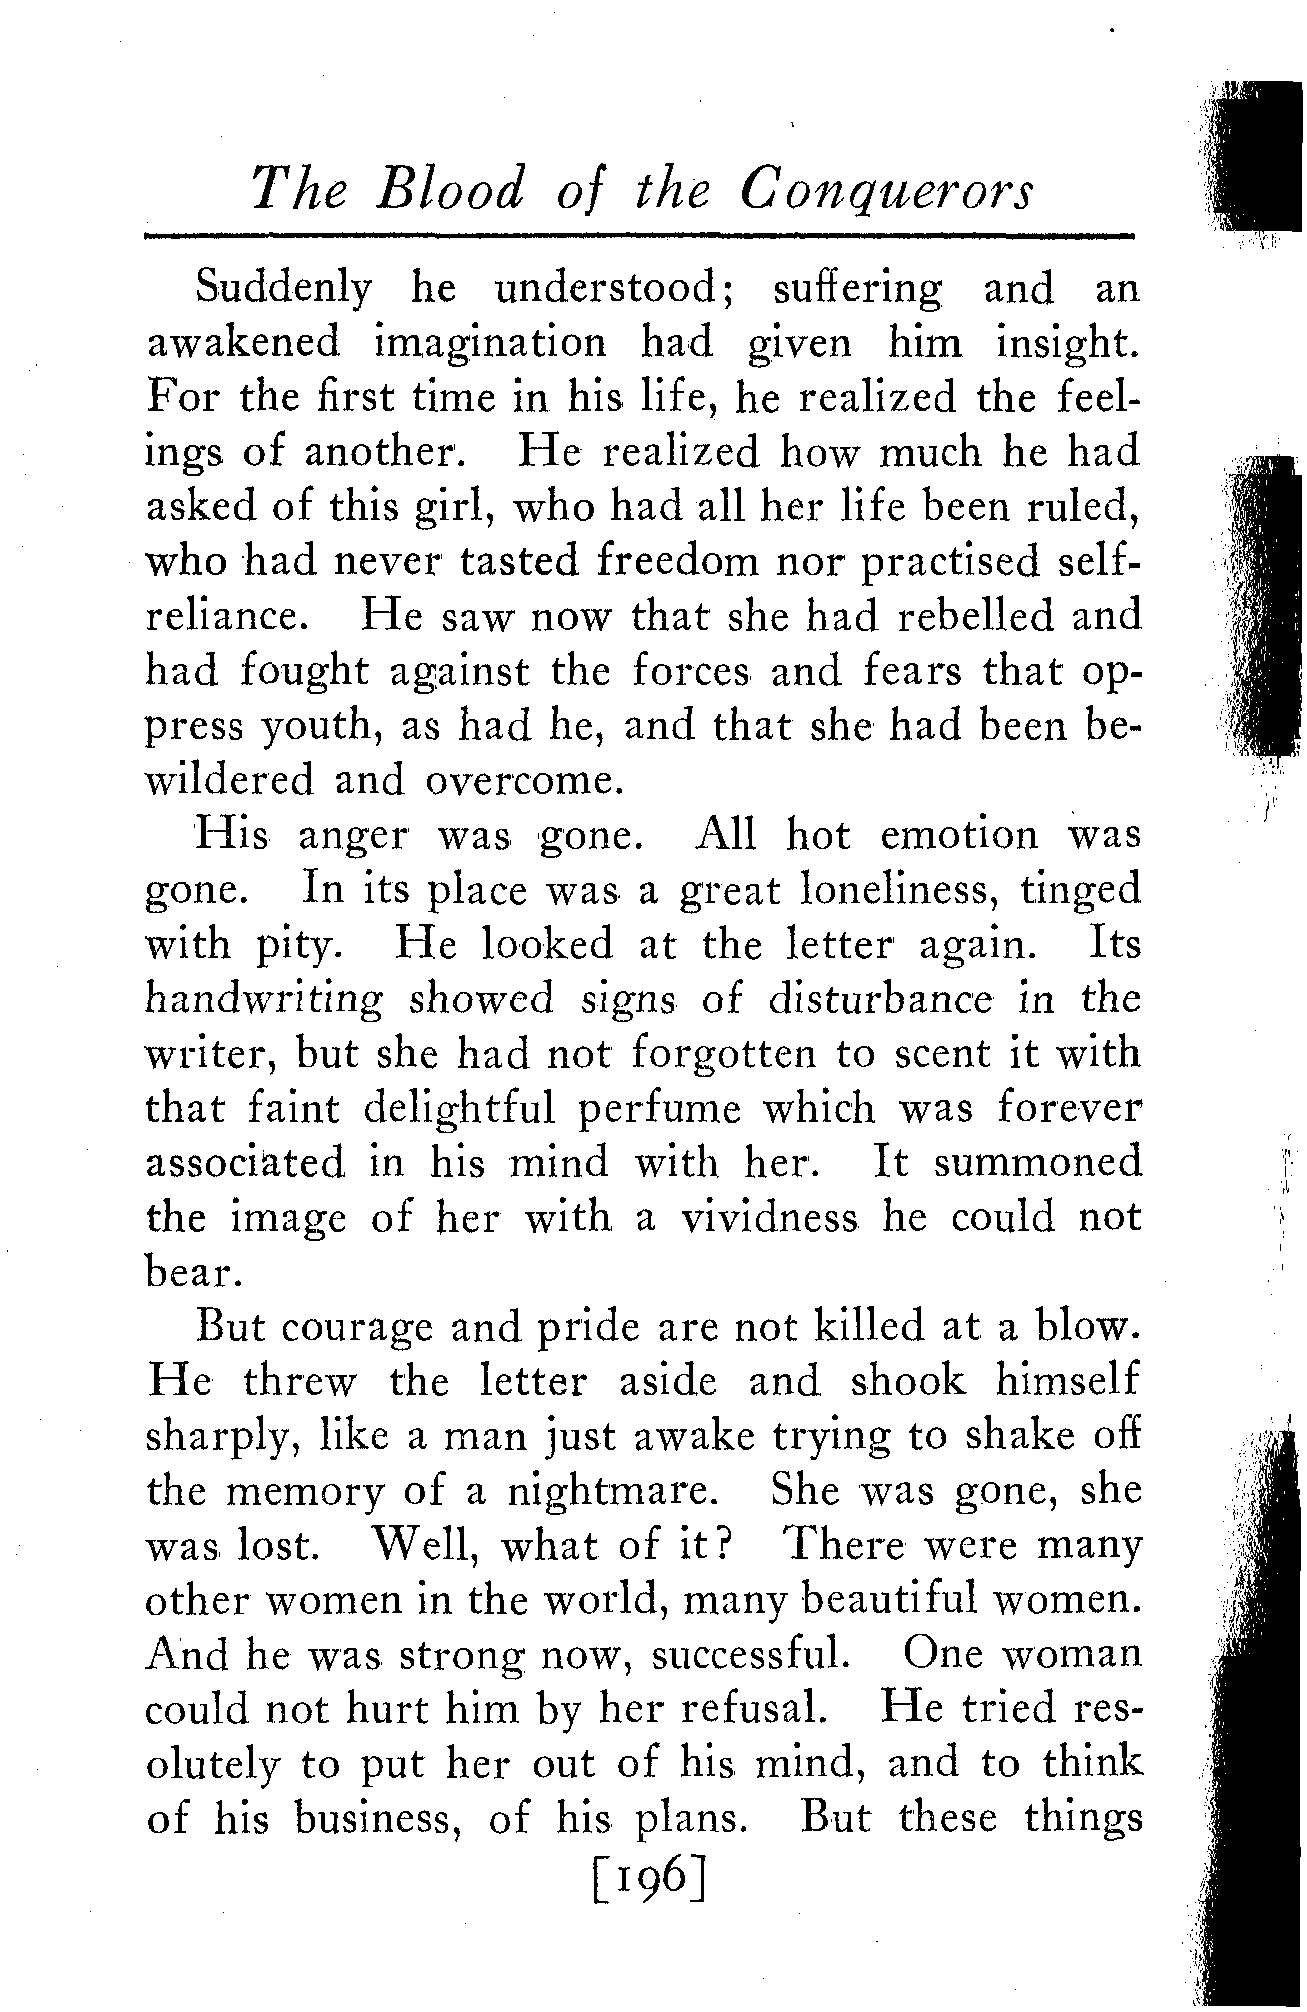 The Blood of the Conquerors
Suddenly he understood; suffering and an
awakened imagination had given him insight.
For the first time in his life, he realized the feel-
ings of another. He realized how much he had
asked of this girl, who had all her life been ruled,
who had never tasted freedom nor practised self-
reliance. He saw now that she had rebelled and
had fought against the forces and fears that op-
press youth, as had he, and that she had been be-
wildered and overcome.
His anger was gone. All hot emotion was
gone. In its place was a great loneliness, tinged
with pity. He looked at the letter again. Its
handwriting showed signs of disturbance in the
writer, but she had not forgotten to scent it with
that faint delightful perfume which was forever
associated in his mind with her. It summoned
the image of her with a vividness he could not
bear.
But courage and pride are not killed at a blow.
He threw the letter aside and shook himself
sharply, like a man just awake trying to shake off
the memory of a nightmare. She was gone, she
was lost. Well, what of it? There were many
other women in the world, many beautiful women.
And he was strong now, successful. One woman
could not hurt him by her refusal. He tried res-
olutely to put her out of his mind, and to think
of his business, of his plans. But these things
[196]